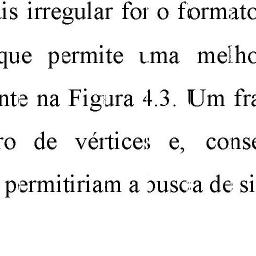 is irregular for o formato
que permite uma melho
nte na Figura 4.3. Um fra
ro de vértices e, conse
permitiriam a busca de si